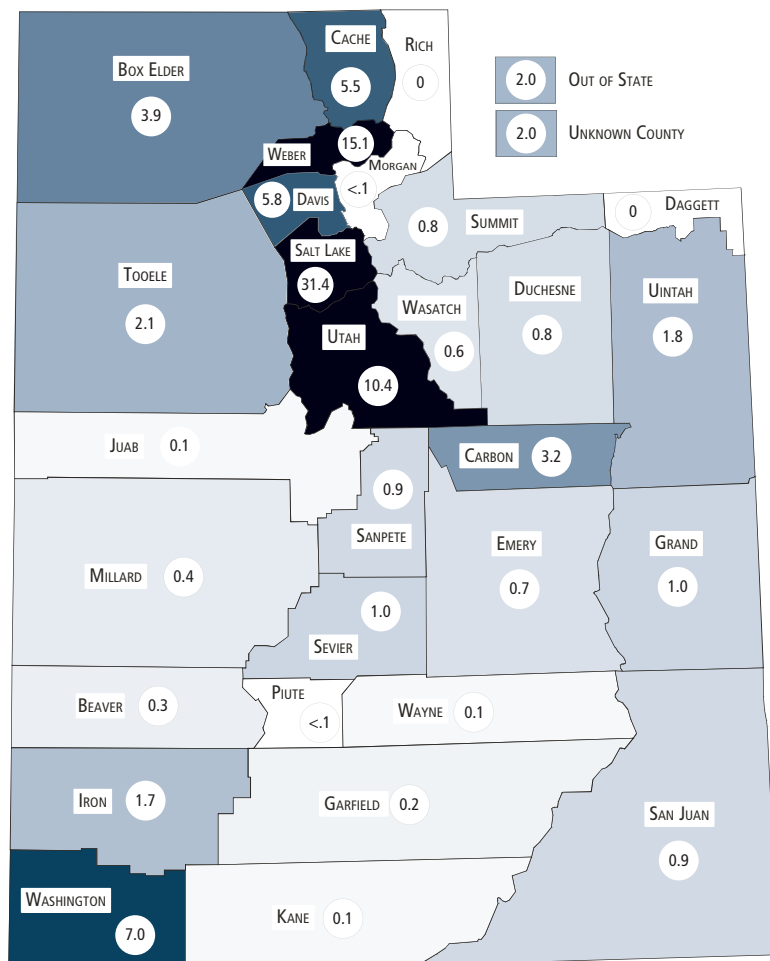 Cache
5.5
Rich
0
Box Elder
3.9
2.0 Out of State
2.0 Unknown County
Weber
15.1
Morgan
<.1
5.8 Davis
0.8
Summit
0
Daggett
Salt Lake
31.4
Tooele
2.1
Wasatch
0.6
Duchesne
0.8
Uintah
1.8
Utah
10.4
Juab 0.1
Carbon 3.2
0.9
Sanpete
Emery
0.7
Grand
1.0
Millard 0.4
1.0
Sevier
Beaver 0.3
Piute
<.1
Wayne 0.1
Iron 1.7
Garfield 0.2
San Juan
0.9
Washington
7.0
Kane 0.1